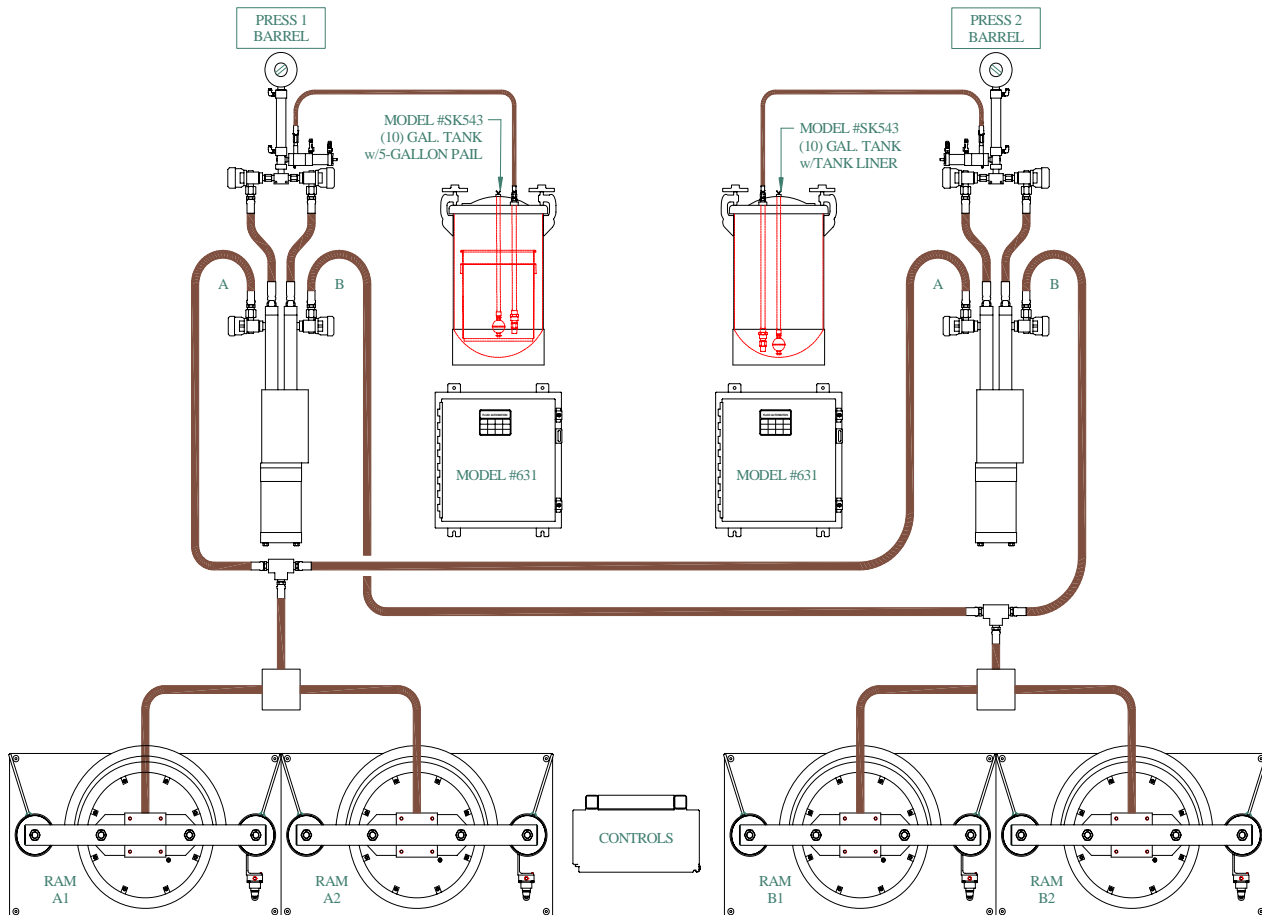 PRESS 1
BARREL
PRESS 2
BARREL
MODEL #SK543
(10) GAL. TANK
w/5-GALLON PAIL
MODEL #SK543
(10) GAL. TANK
w/TANK LINER
A
B
A
B
MODEL #631
MODEL #631
CONTROLS
RAM
A1
RAM
A2
RAM
B1
RAM
B2